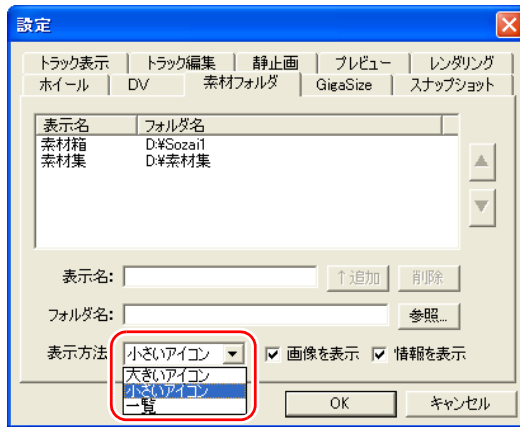 設定
トラック表示 トラック編集 静止画 プレビュー レンダリング
ホイール DV 素材フォルダ GigaSize スナップショット
表示名 フォルダ名
素材箱 D:¥Sozai1
素材集 D:¥素材集
表示名: ↑追加 削除
フォルダ名: 参照...
表示方法: 小さいアイコン 画像を表示 情報を表示
大きいアイコン
小さいアイコン
一覧
OK キャンセル